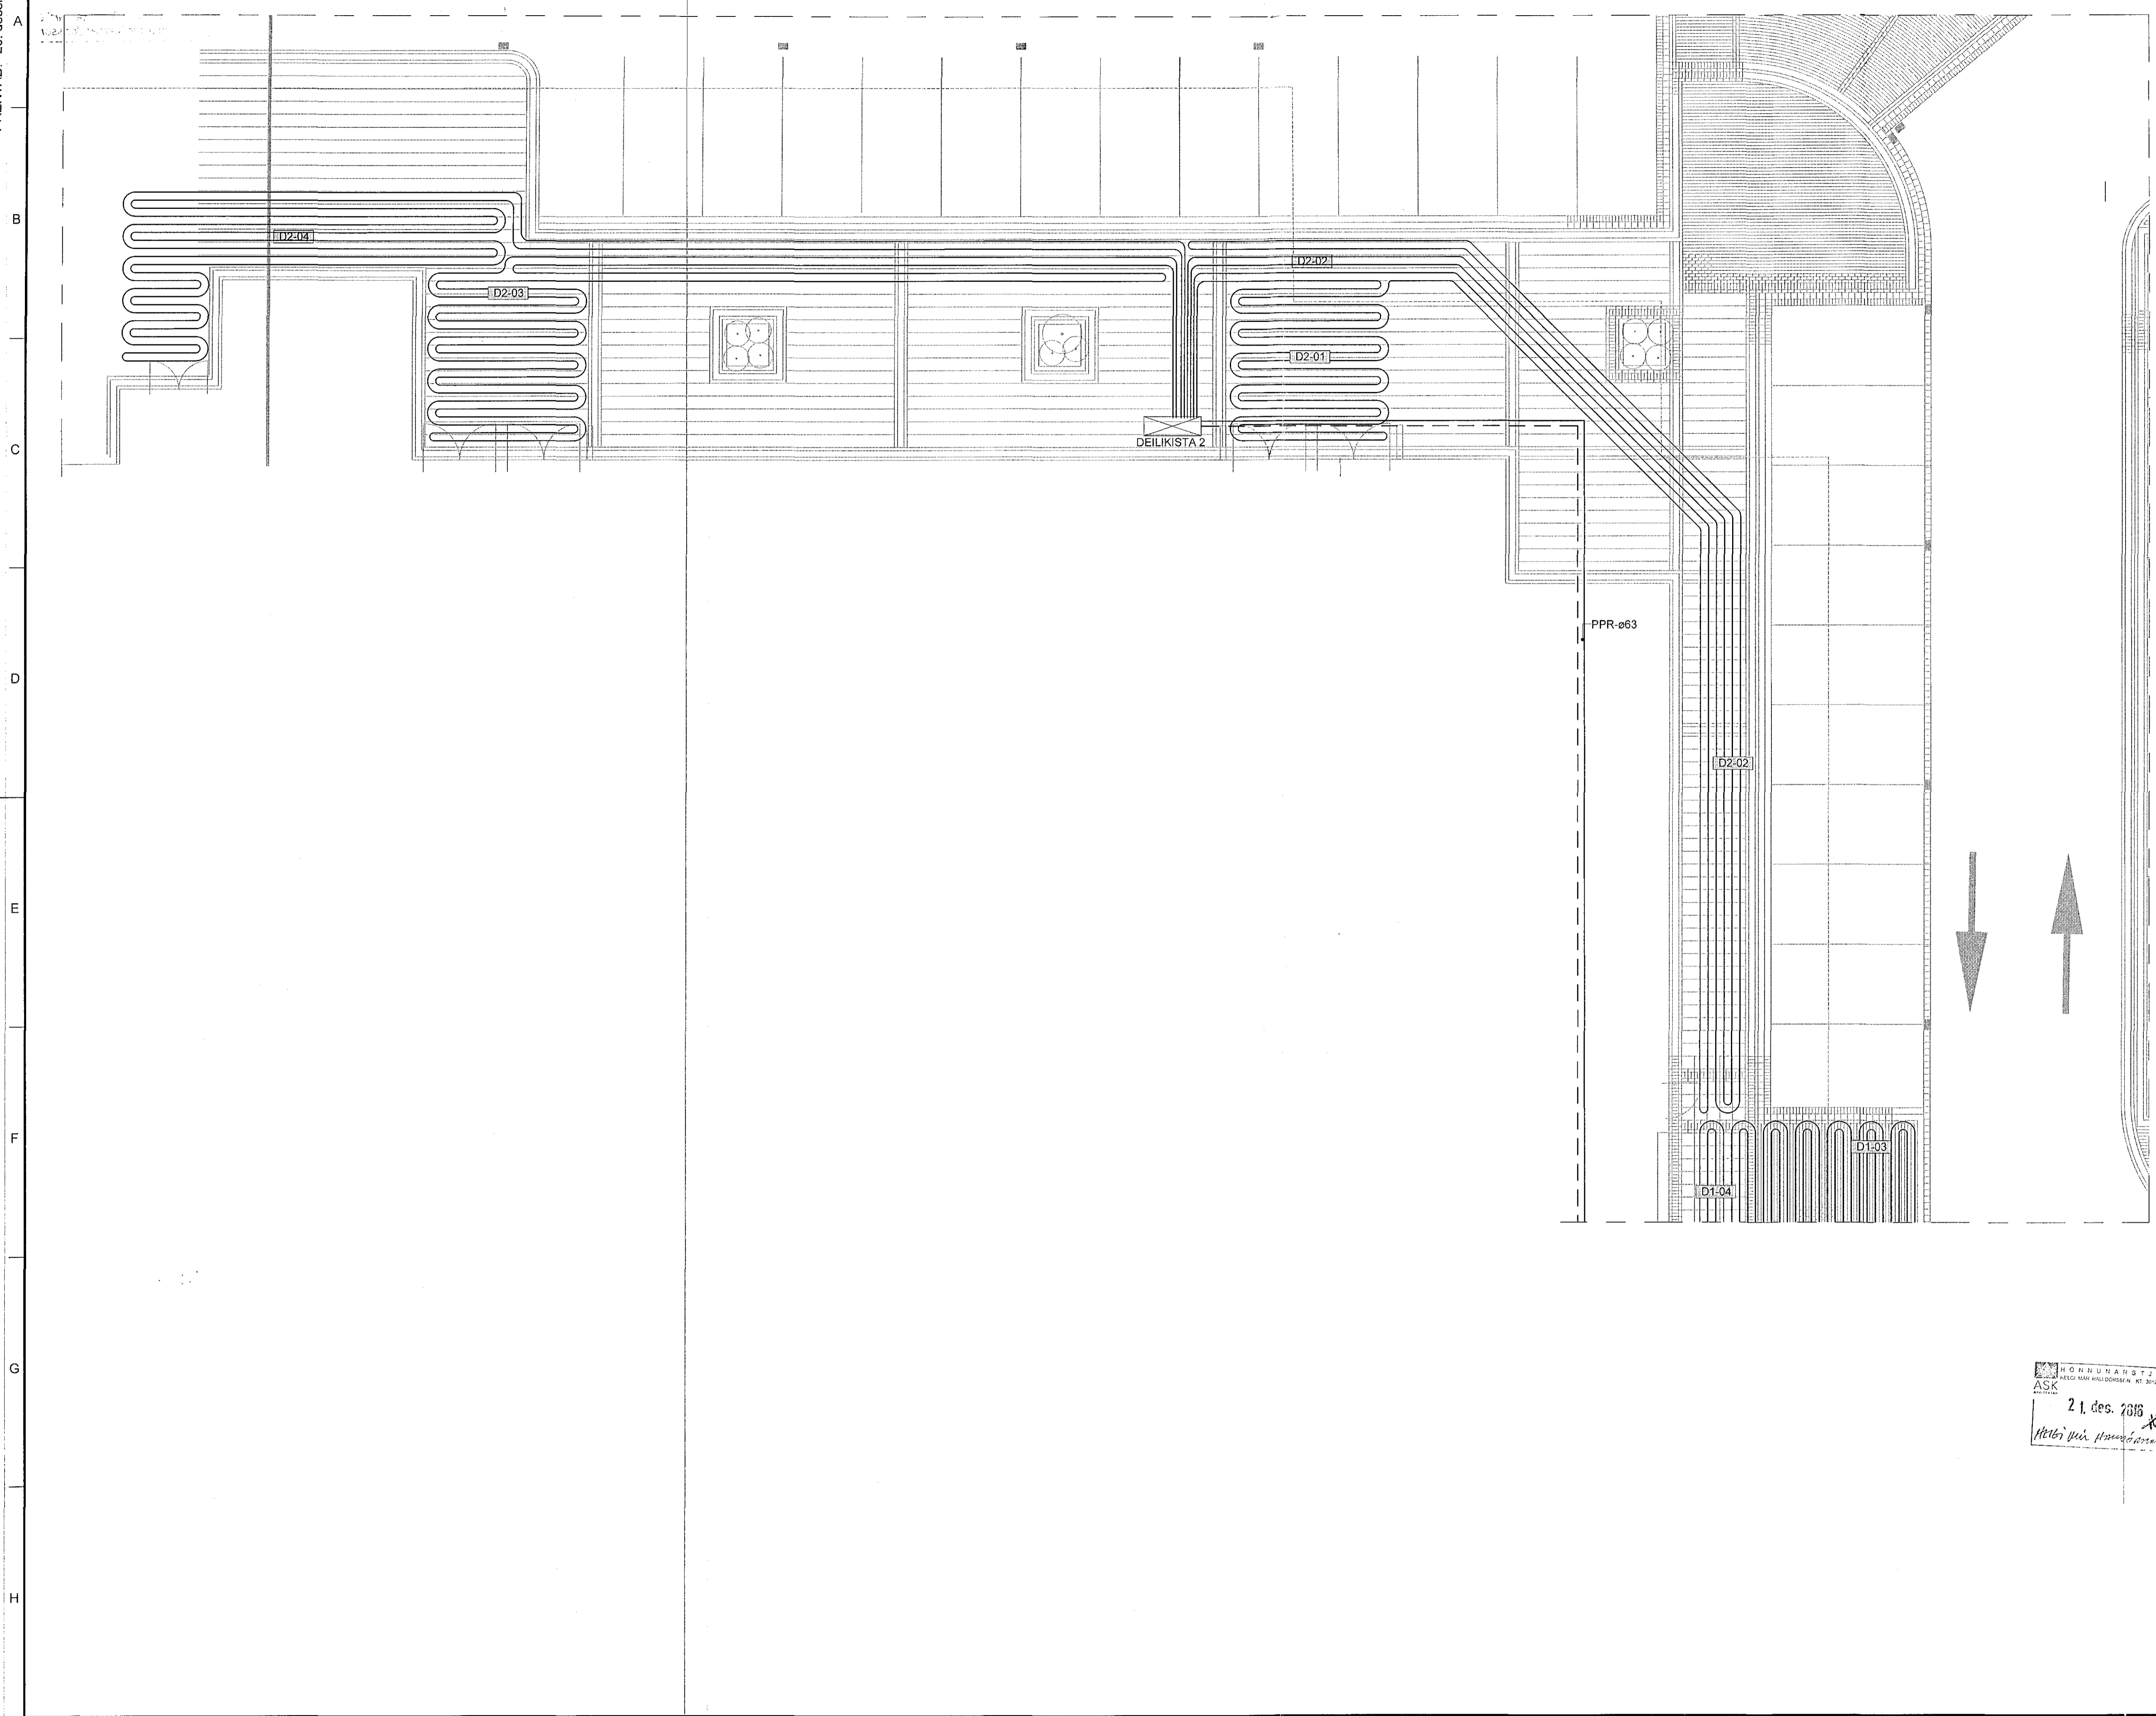 A
B
D2-04
D2-02
D2-03
D2-01
C
DEILIKISTA 2
PPR-ø63
D
D2-02
E
F
D1-03
D1-04
G
ASK
21. des. 2016
H